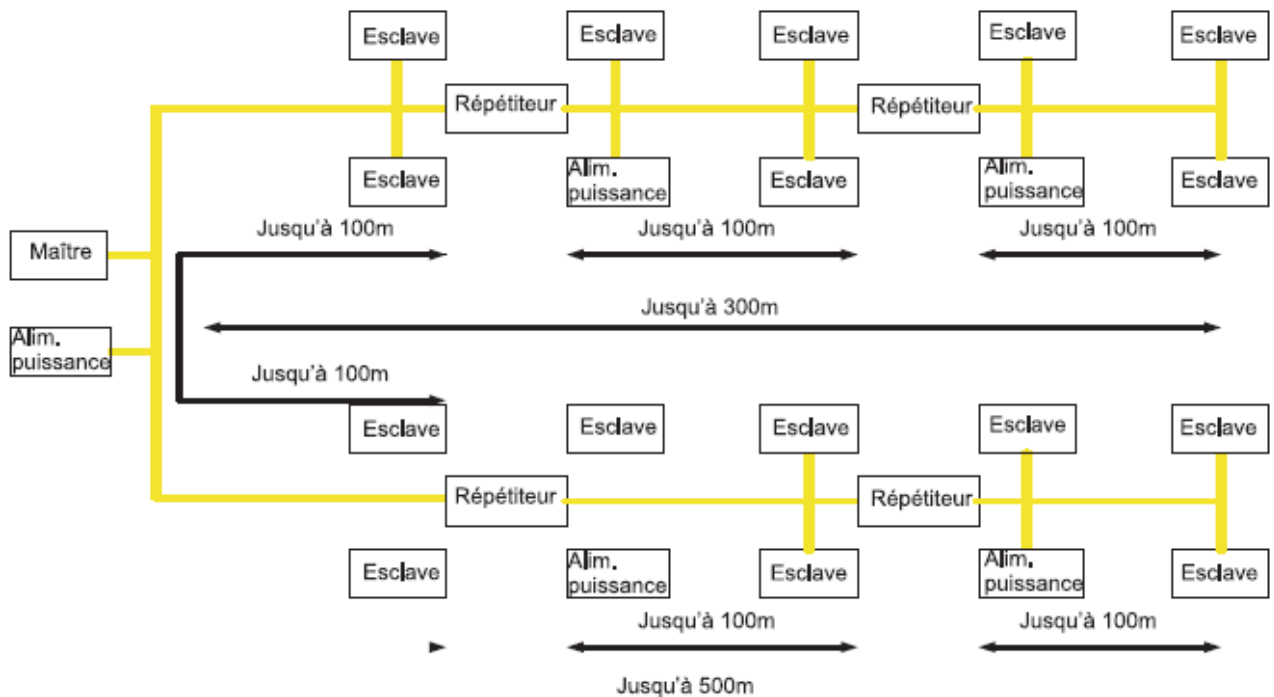 Esclave Esclave Esclave Esclave Esclave
Répétiteur Répétiteur
Esclave Alim. Esclave Alim. Esclave
puissance puissance
Jusqu'à 100m Jusqu'à 100m Jusqu'à 100m
Maître
Jusqu'à 300m
Alim.
puissance
Jusqu'à 100m
Esclave Esclave Esclave Esclave Esclave
Répétiteur Répétiteur
Esclave Alim. Esclave Alim. Esclave
puissance puissance
Jusqu'à 100m Jusqu'à 100m
Jusqu'à 500m